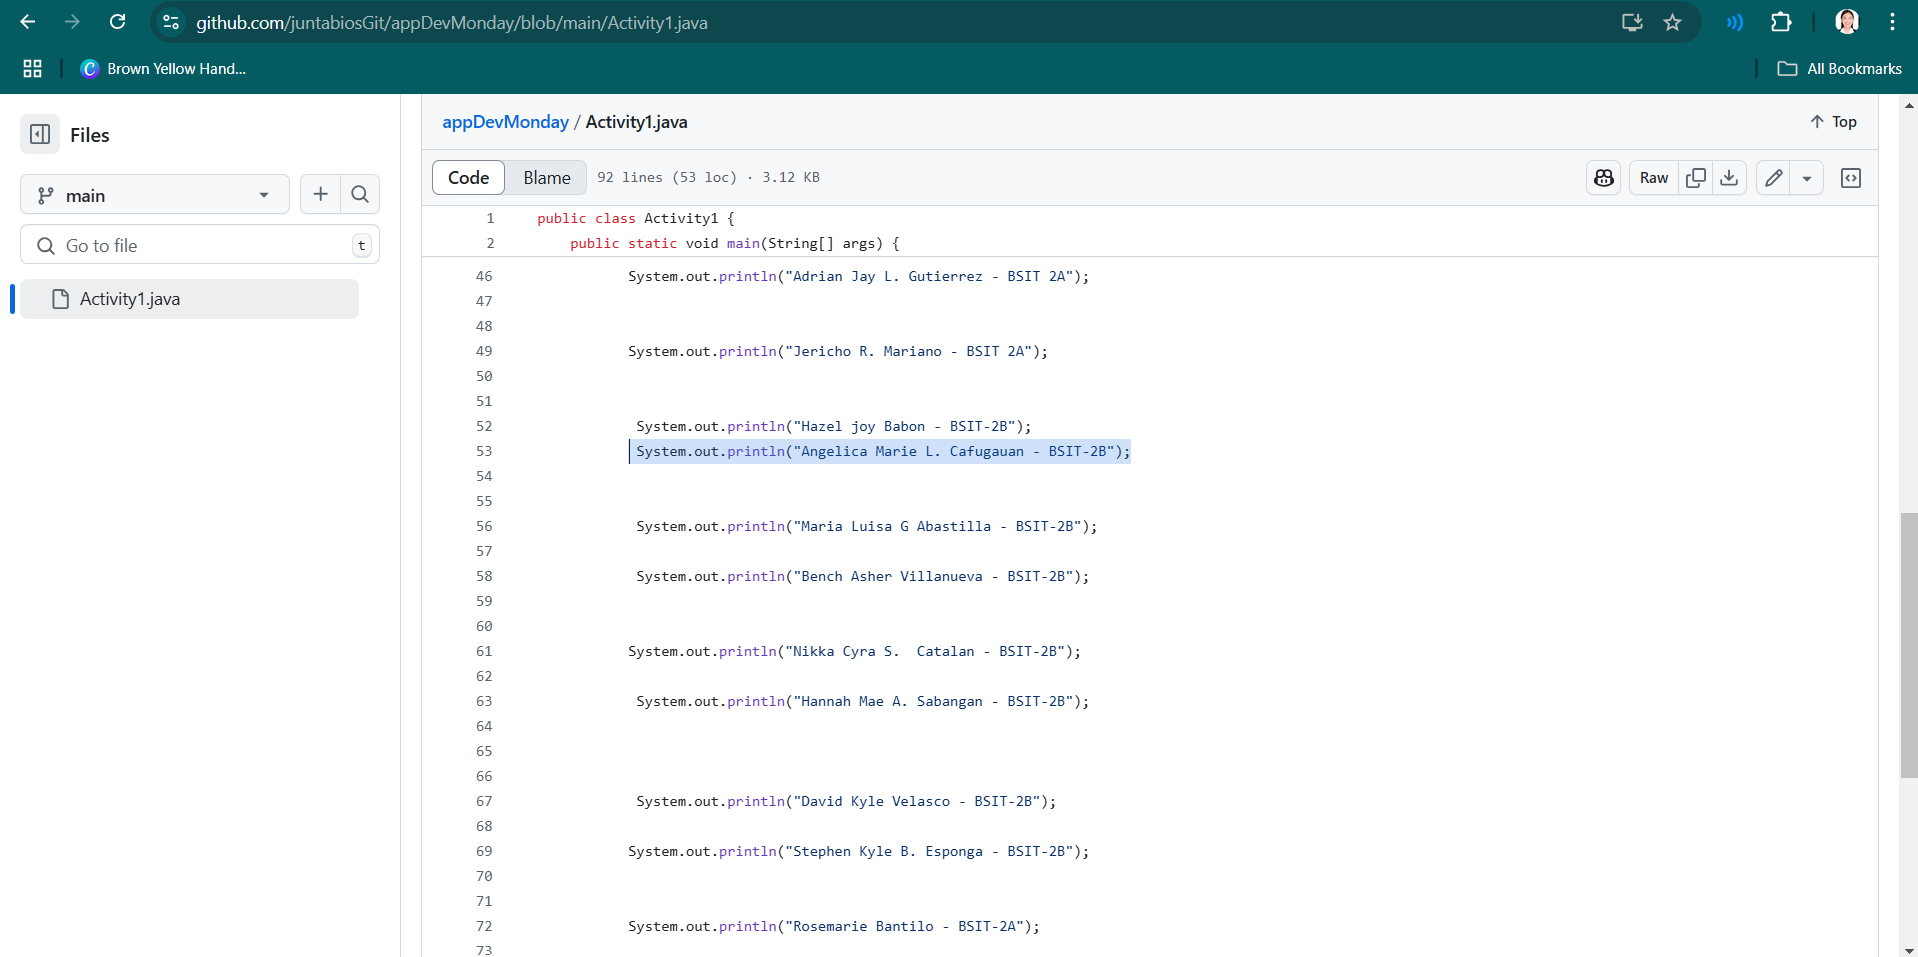 github.com/juntabiosGit/appDevMonday/blob/main/Activity1.java
Brown Yellow Hand...
All Bookmarks
Files
main
Go to file
t
Activity1.java
appDevMonday / Activity1.java
Top
Code
Blame
92 lines (53 loc) · 3.12 KB
Raw
1 public class Activity1 {
2 public static void main(String[] args) {
46 System.out.println("Adrian Jay L. Gutierrez - BSIT 2A");
47
48
49 System.out.println("Jericho R. Mariano - BSIT 2A");
50
51
52 System.out.println("Hazel joy Babon - BSIT-2B");
53 System.out.println("Angelica Marie L. Cafugauan - BSIT-2B");
54
55
56 System.out.println("Maria Luisa G Abastilla - BSIT-2B");
57
58 System.out.println("Bench Asher Villanueva - BSIT-2B");
59
60
61 System.out.println("Nikka Cyra S.  Catalan - BSIT-2B");
62
63 System.out.println("Hannah Mae A. Sabangan - BSIT-2B");
64
65
66
67 System.out.println("David Kyle Velasco - BSIT-2B");
68
69 System.out.println("Stephen Kyle B. Esponga - BSIT-2B");
70
71
72 System.out.println("Rosemarie Bantilo - BSIT-2A");
73